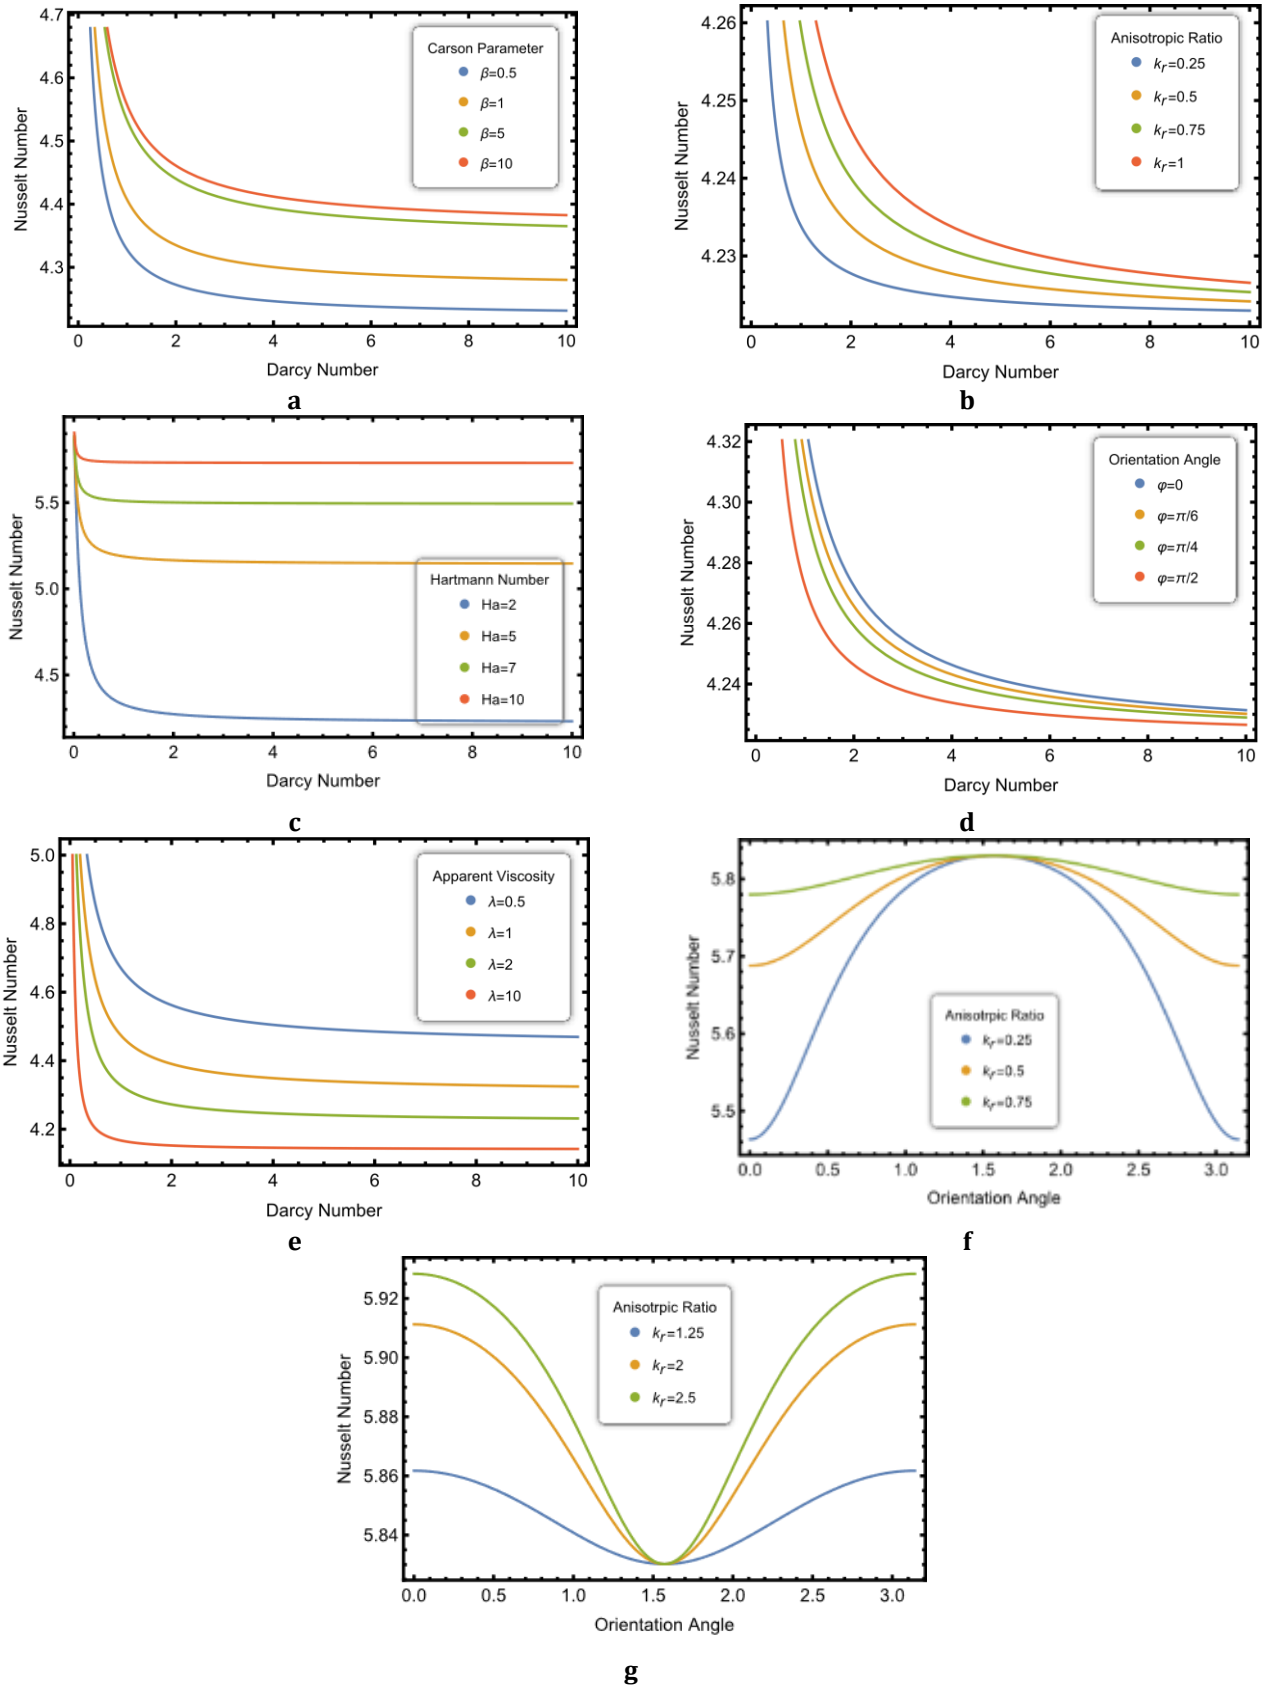 4.7
4.6
4.5
4.4
4.3
Nusselt Number
Carson Parameter
β=0.5
β=1
β=5
β=10
0 2 4 6 8 10
Darcy Number
a
4.26
4.25
4.24
4.23
Nusselt Number
Anisotropic Ratio
kr=0.25
kr=0.5
kr=0.75
kr=1
0 2 4 6 8 10
Darcy Number
b
5.5
5.0
4.5
Nusselt Number
Hartmann Number
Ha=2
Ha=5
Ha=7
Ha=10
0 2 4 6 8 10
Darcy Number
c
4.32
4.30
4.28
4.26
4.24
Nusselt Number
Orientation Angle
φ=0
φ=π/6
φ=π/4
φ=π/2
0 2 4 6 8 10
Darcy Number
d
5.0
4.8
4.6
4.4
4.2
Nusselt Number
Apparent Viscosity
λ=0.5
λ=1
λ=2
λ=10
0 2 4 6 8 10
Darcy Number
e
5.8
5.7
5.6
5.5
Nusselt Number
Anisotrpic Ratio
kr=0.25
kr=0.5
kr=0.75
0.0 0.5 1.0 1.5 2.0 2.5 3.0
Orientation Angle
f
5.92
5.90
5.88
5.86
5.84
Nusselt Number
Anisotrpic Ratio
kr=1.25
kr=2
kr=2.5
0.0 0.5 1.0 1.5 2.0 2.5 3.0
Orientation Angle
g